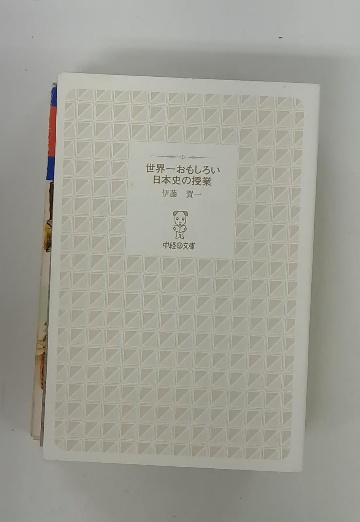 世界一おもしろい
日本史の授業
伊藤 賀一
中経の文庫